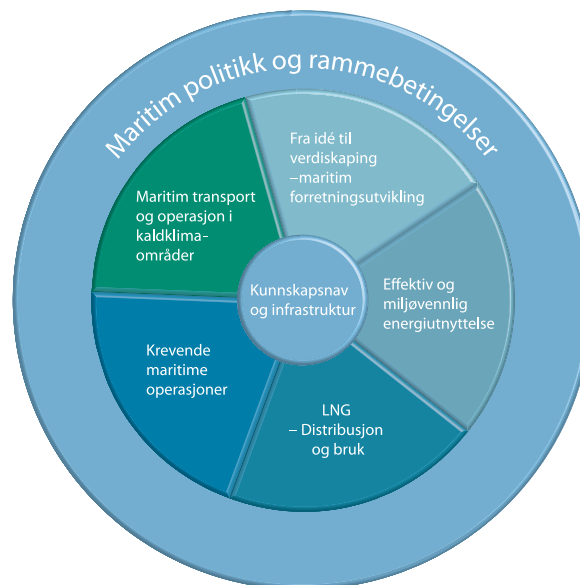 Maritim politikk og rammebetingelser
Fra idé til
verdiskaping
–maritim
forretningsutvikling
Maritim transport
og operasjon i
kaldklima-
områder
Kunnskapsnav
og infrastruktur
Effektiv og
miljøvennlig
energiutnyttelse
Krevende
maritime
operasjoner
LNG
– Distribusjon
og bruk